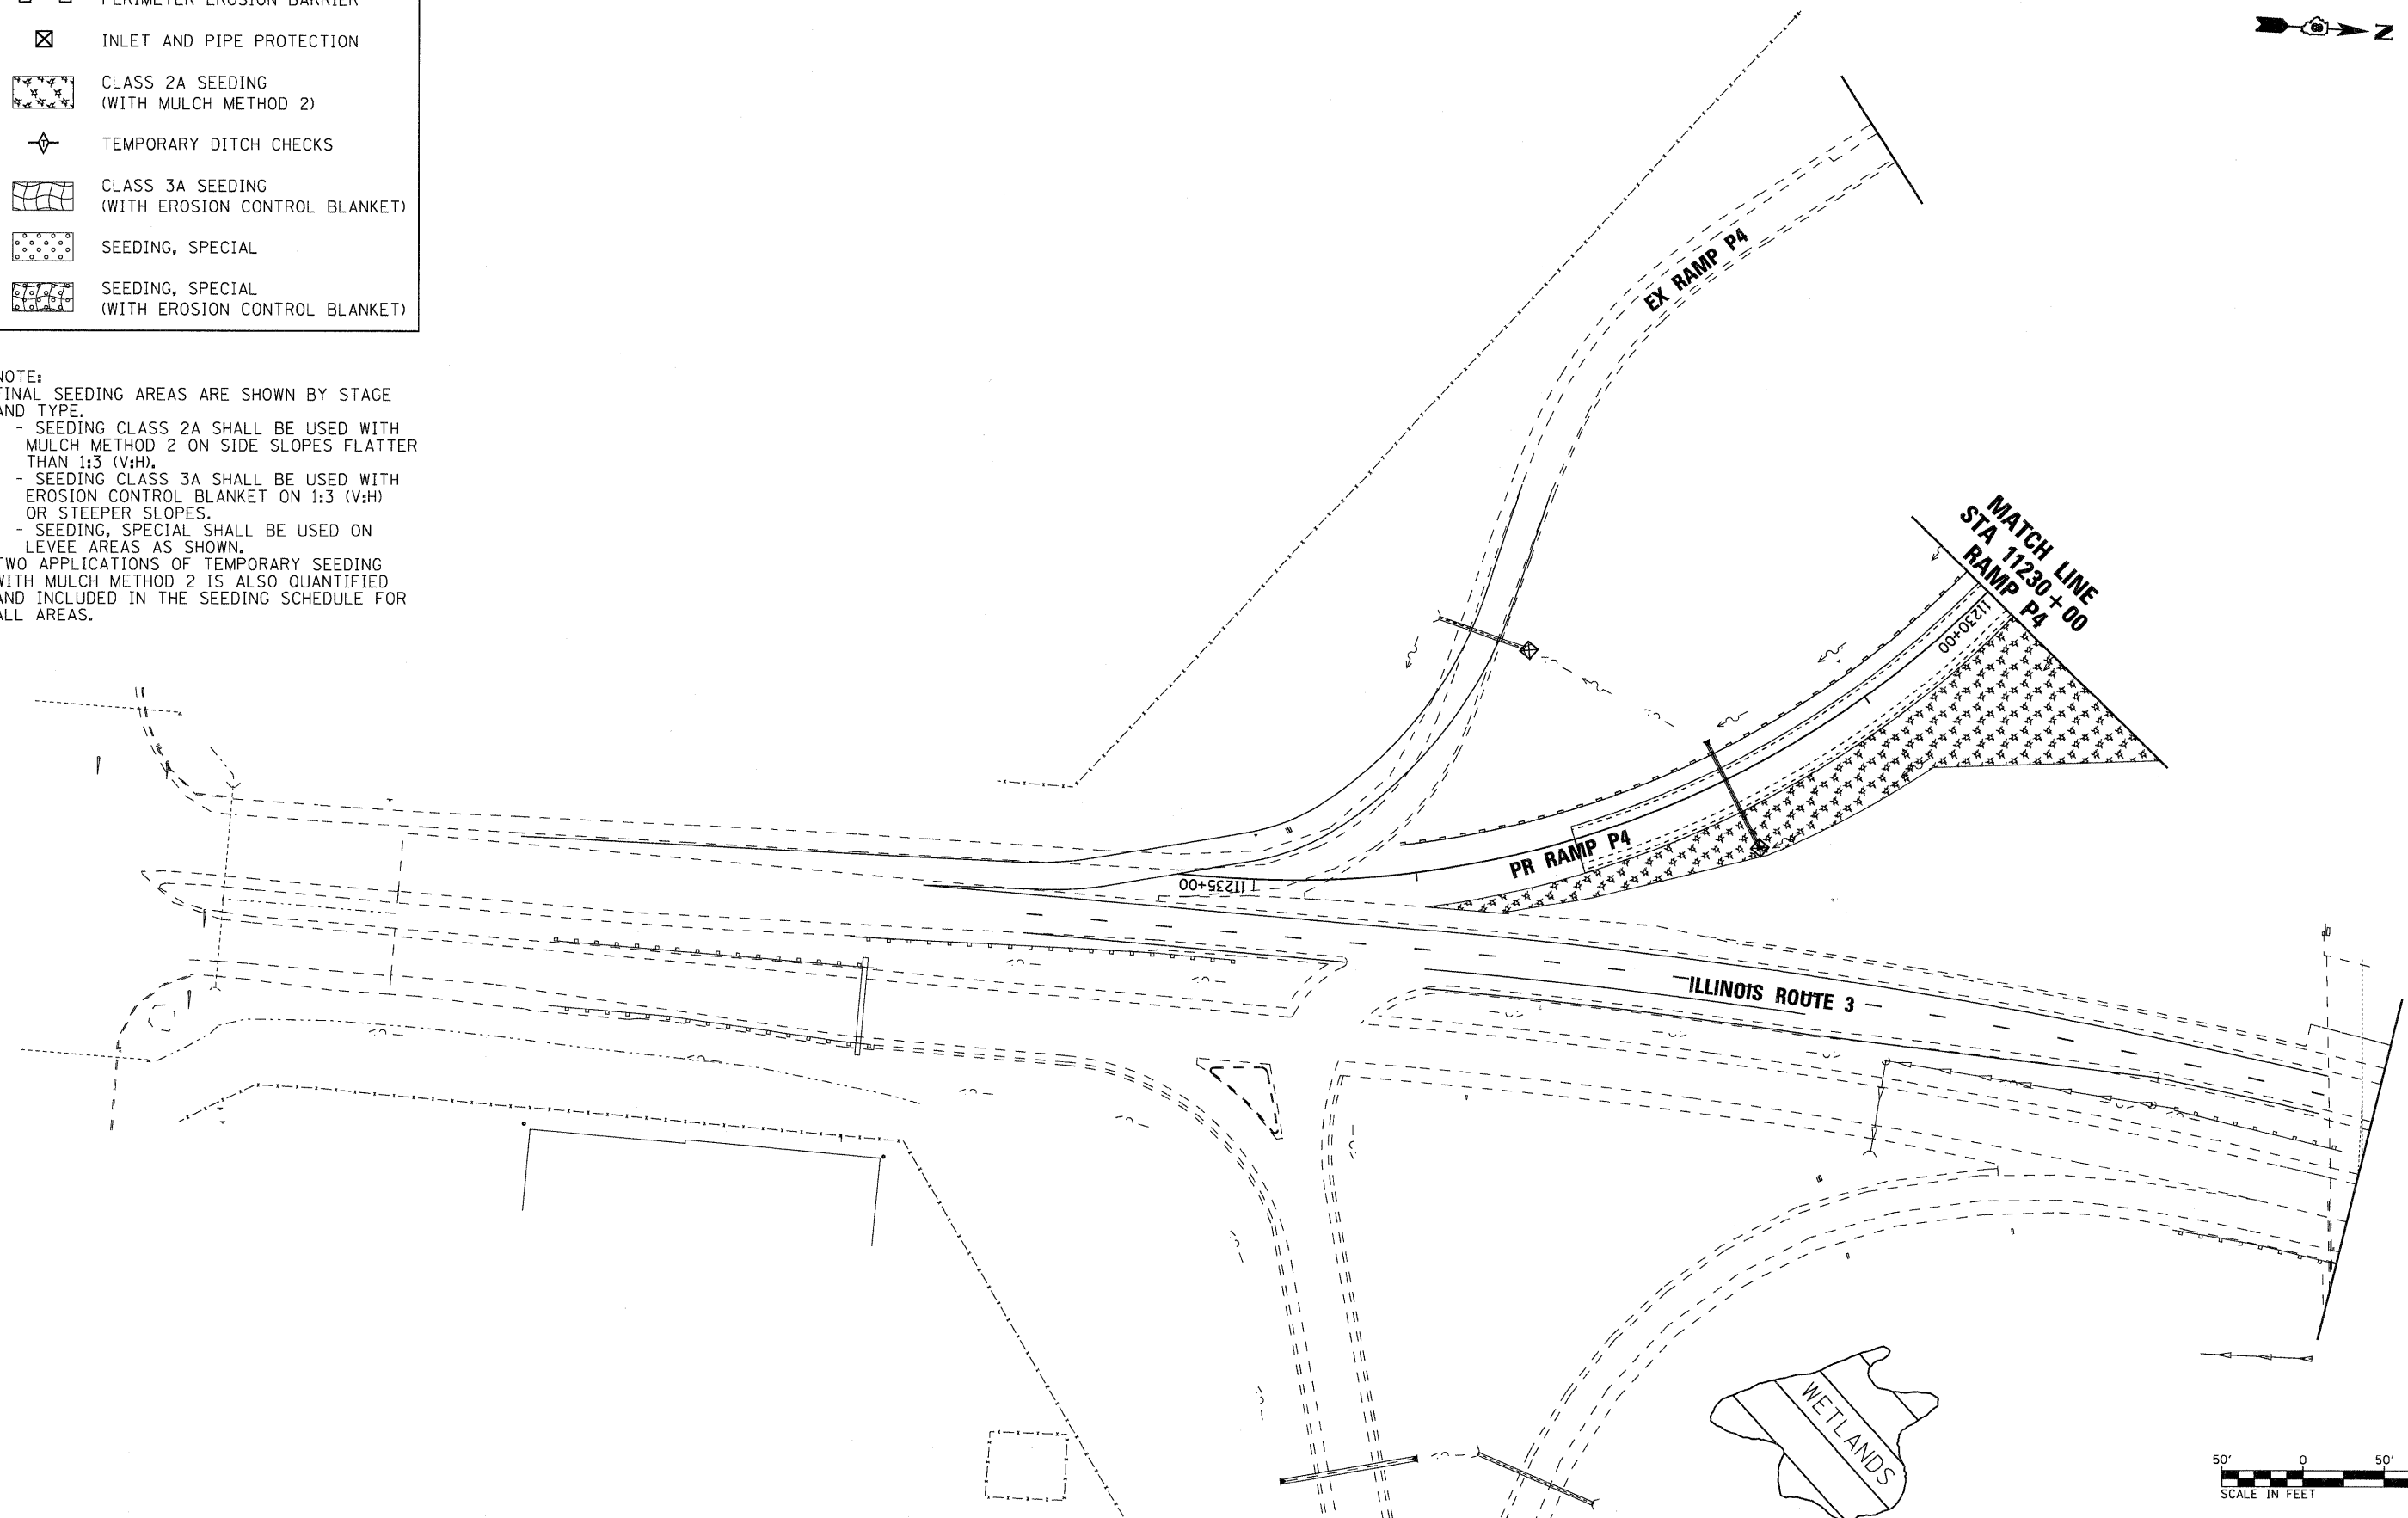 PERIMETER EROSION BARRIER
INLET AND PIPE PROTECTION
CLASS 2A SEEDING
(WITH MULCH METHOD 2)
T
TEMPORARY DITCH CHECKS
CLASS 3A SEEDING
(WITH EROSION CONTROL BLANKET)
SEEDING, SPECIAL
SEEDING, SPECIAL
(WITH EROSION CONTROL BLANKET)
NOTE:
FINAL SEEDING AREAS ARE SHOWN BY STAGE
AND TYPE.
- SEEDING CLASS 2A SHALL BE USED WITH
MULCH METHOD 2 ON SIDE SLOPES FLATTER
THAN 1:3 (V:H).
- SEEDING CLASS 3A SHALL BE USED WITH
EROSION CONTROL BLANKET ON 1:3 (V:H)
OR STEEPER SLOPES.
- SEEDING, SPECIAL SHALL BE USED ON
LEVEE AREAS AS SHOWN.
TWO APPLICATIONS OF TEMPORARY SEEDING
WITH MULCH METHOD 2 IS ALSO QUANTIFIED
AND INCLUDED IN THE SEEDING SCHEDULE FOR
ALL AREAS.
N
EX RAMP P4
MATCH LINE
STA 11230+00
RAMP P4
11230+00
PR RAMP P4
11235+00
ILLINOIS ROUTE 3
WETLANDS
50' 0 50'
SCALE IN FEET